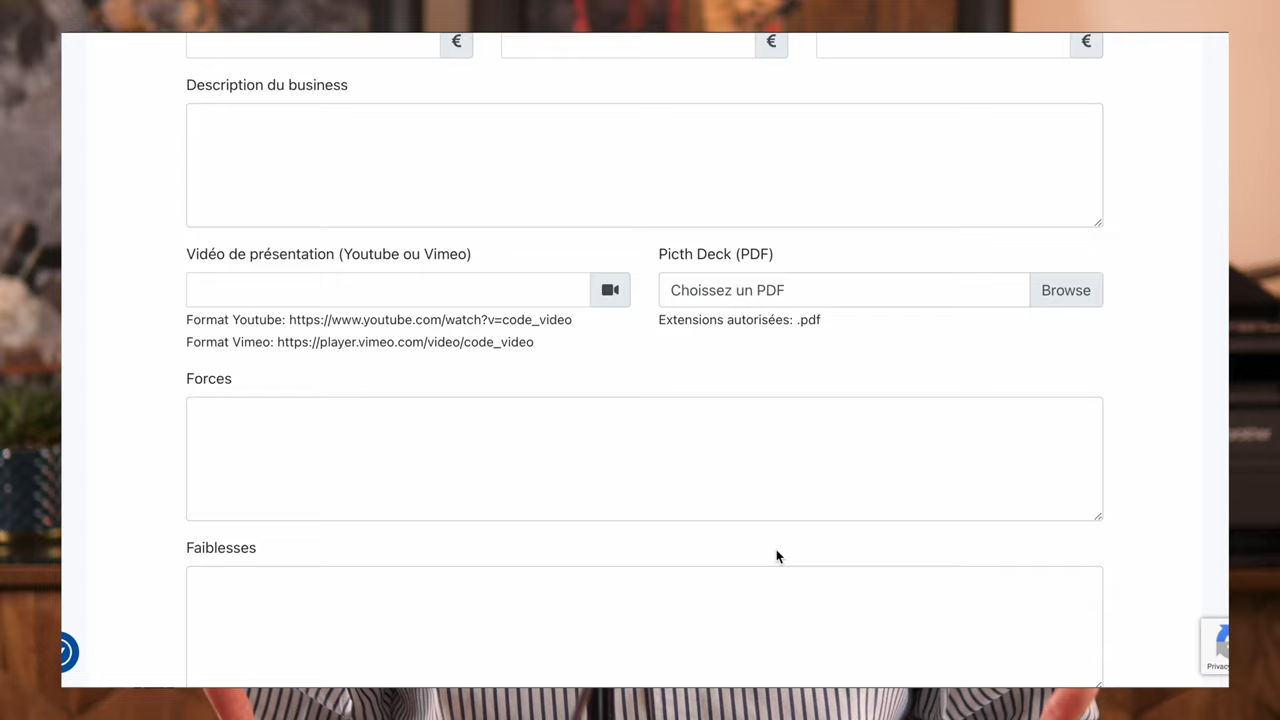 € € €
Description du business
Vidéo de présentation (Youtube ou Vimeo) Picth Deck (PDF)
Choissez un PDF Browse
Format Youtube: https://www.youtube.com/watch?v=code_video Extensions autorisées: .pdf
Format Vimeo: https://player.vimeo.com/video/code_video
Forces
Faiblesses